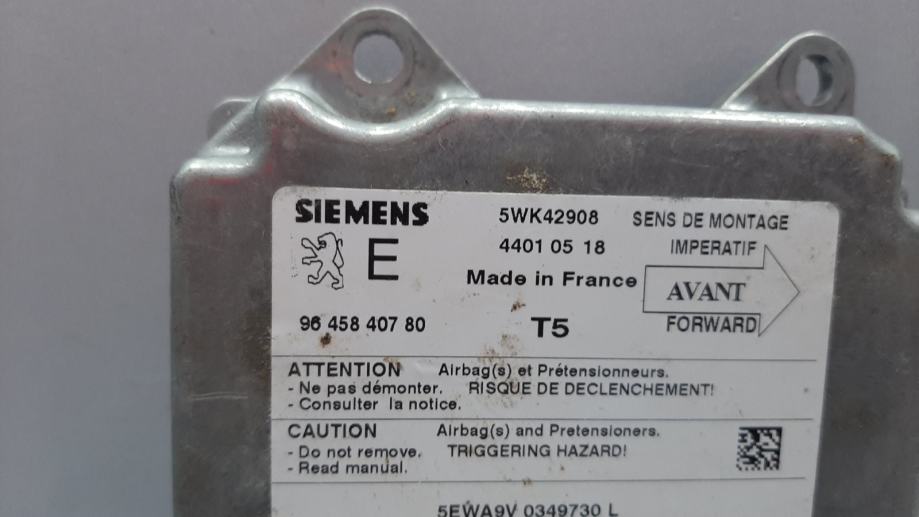 SIEMENS 5WK42908 SENS DE MONTAGE
E 4401 05 18 IMPERATIF
Made in France AVANT
96 458 407 80 T5 FORWARD
ATTENTION Airbag(s) et Prétensionneurs.
- Ne pas démonter. RISQUE DE DECLENCHEMENT!
- Consulter la notice.
CAUTION Airbag(s) and Pretensioners.
- Do not remove. TRIGGERING HAZARD!
- Read manual.
5EWA9V 0349730 L